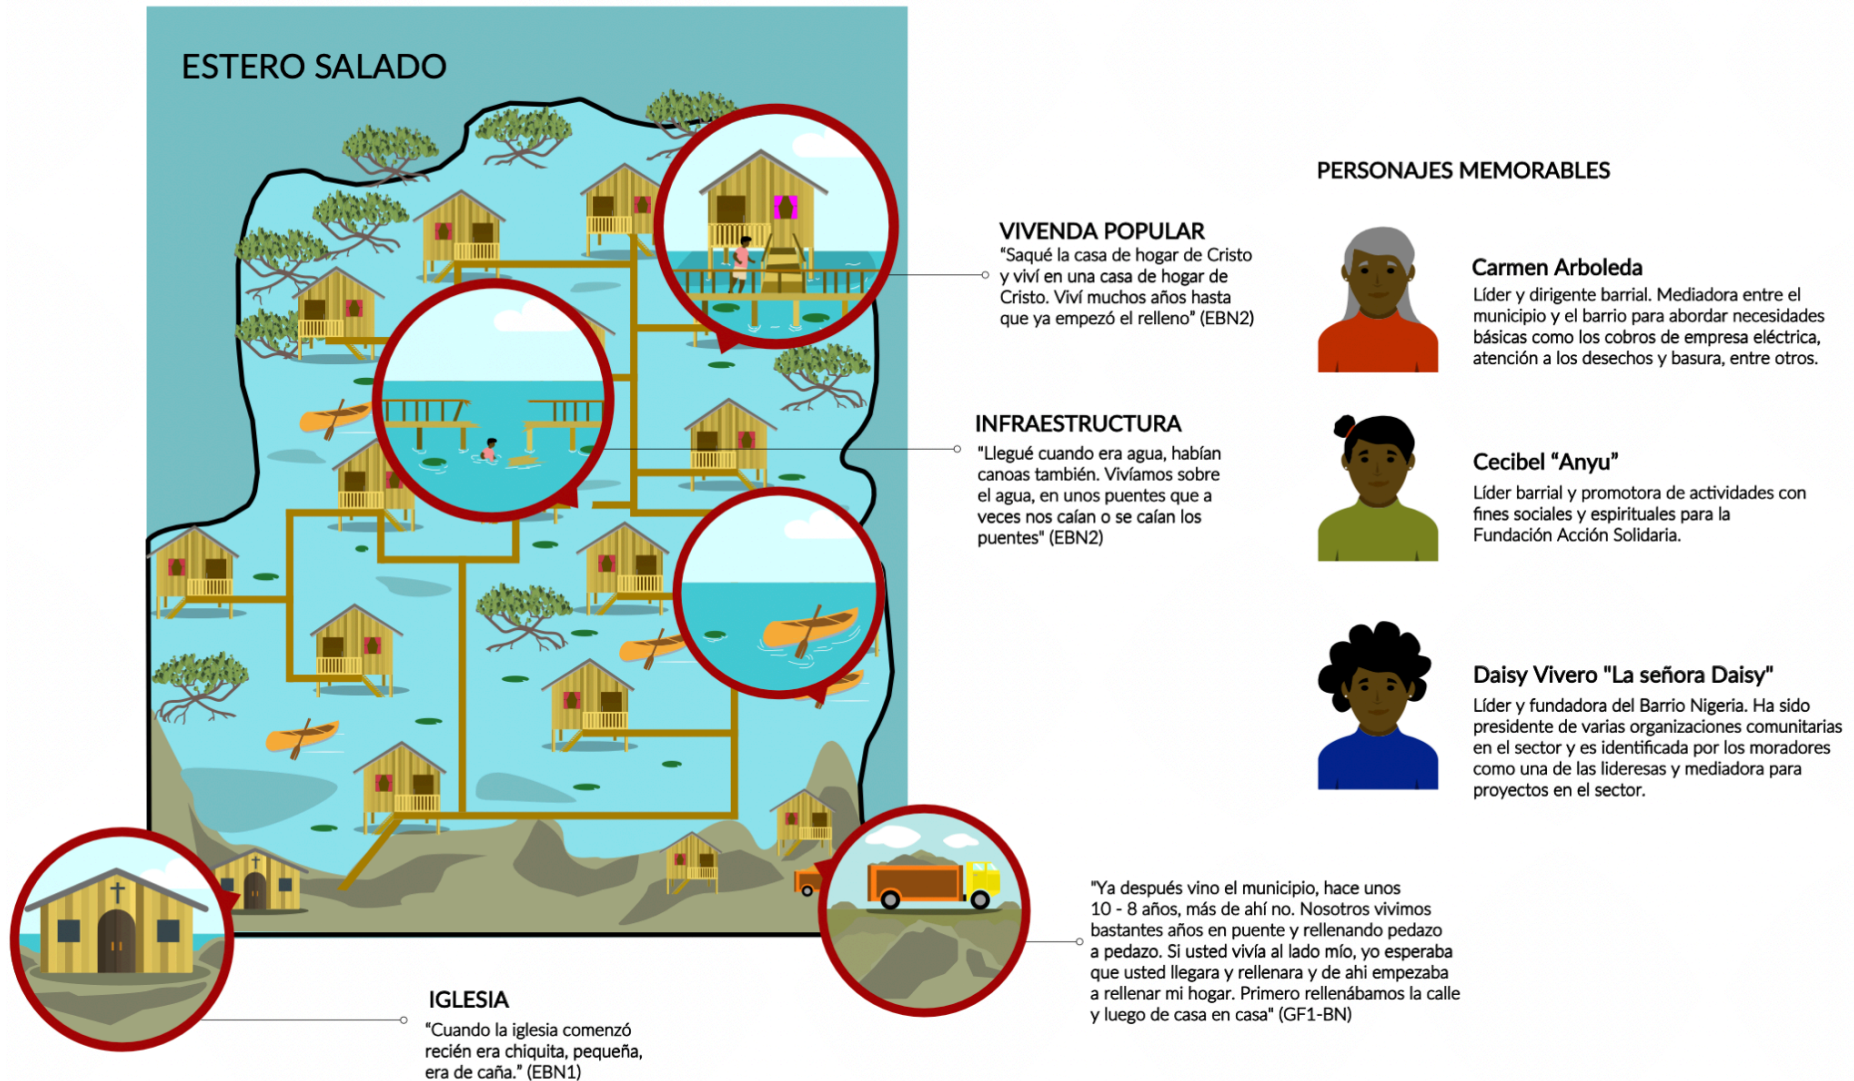 ESTERO SALADO
VIVENDA POPULAR
“Saqué la casa de hogar de Cristo
y viví en una casa de hogar de
Cristo. Viví muchos años hasta
que ya empezó el relleno” (EBN2)
INFRAESTRUCTURA
"Llegué cuando era agua, habían
canoas también. Vivíamos sobre
el agua, en unos puentes que a
veces nos caían o se caían los
puentes" (EBN2)
PERSONAJES MEMORABLES
Carmen Arboleda
Líder y dirigente barrial. Mediadora entre el
municipio y el barrio para abordar necesidades
básicas como los cobros de empresa eléctrica,
atención a los desechos y basura, entre otros.
Cecibel “Anyu”
Líder barrial y promotora de actividades con
fines sociales y espirituales para la
Fundación Acción Solidaria.
Daisy Vivero "La señora Daisy"
Líder y fundadora del Barrio Nigeria. Ha sido
presidente de varias organizaciones comunitarias
en el sector y es identificada por los moradores
como una de las lideresas y mediadora para
proyectos en el sector.
"Ya después vino el municipio, hace unos
10 - 8 años, más de ahí no. Nosotros vivimos
bastantes años en puente y rellenando pedazo
a pedazo. Si usted vivía al lado mío, yo esperaba
que usted llegara y rellenara y de ahi empezaba
a rellenar mi hogar. Primero rellenábamos la calle
y luego de casa en casa" (GF1-BN)
IGLESIA
“Cuando la iglesia comenzó
recién era chiquita, pequeña,
era de caña.” (EBN1)